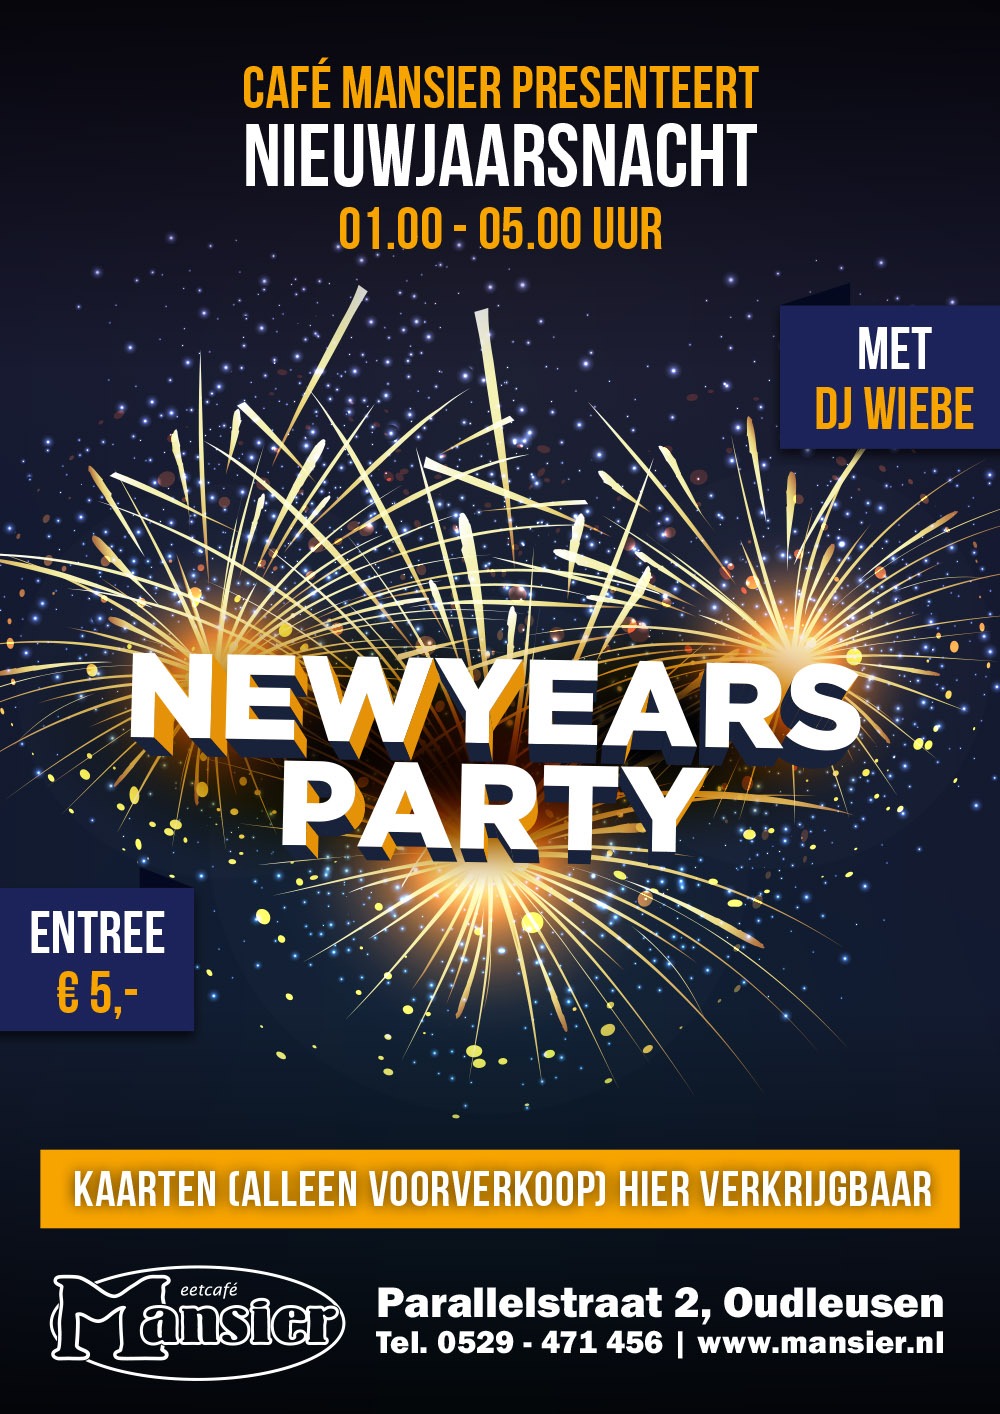 CAFÉ MANSIER PRESENTEERT
NIEUWJAARSNACHT
01.00 - 05.00 UUR
MET
DJ WIEBE
NEWYEARS
PARTY
ENTREE
€ 5,-
KAARTEN (ALLEEN VOORVERKOOP) HIER VERKRIJGBAAR
eetcafé
Mansier
Parallelstraat 2, Oudleusen
Tel. 0529 - 471 456 | www.mansier.nl